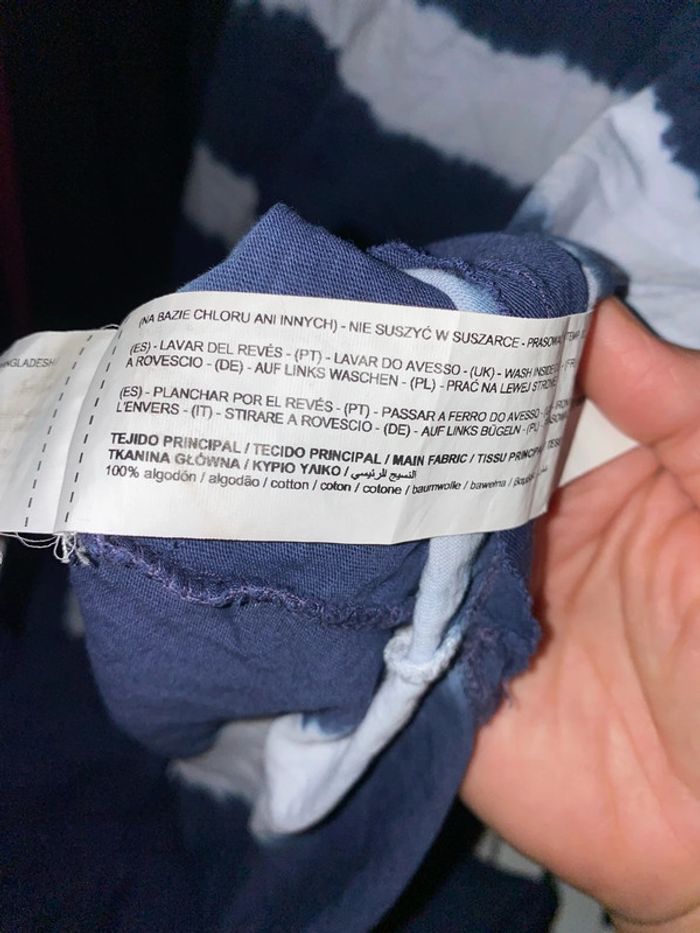 BANGLADESH
(NA BAZIE CHLORU ANI INNYCH) - NIE SUSZYĆ W SUSZARCE - PRASOWAĆ
(ES) - LAVAR DEL REVÉS - (PT) - LAVAR DO AVESSO - (UK) - WASH INSIDE
A ROVESCIO - (DE) - AUF LINKS WASCHEN - (PL) - PRAĆ NA LEWEJ STRONIE
(ES) - PLANCHAR POR EL REVÉS - (PT) - PASSAR A FERRO DO AVESSO
L'ENVERS - (IT) - STIRARE A ROVESCIO - (DE) - AUF LINKS BÜGELN - (PL)
TEJIDO PRINCIPAL / TECIDO PRINCIPAL / MAIN FABRIC / TISSU PRINCIPAL
TKANINA GŁÓWNA / KYPIO YAIKO / النسيج الرئيسي
100% algodón / algodão / cotton / coton / cotone / baumwolle / bawełna